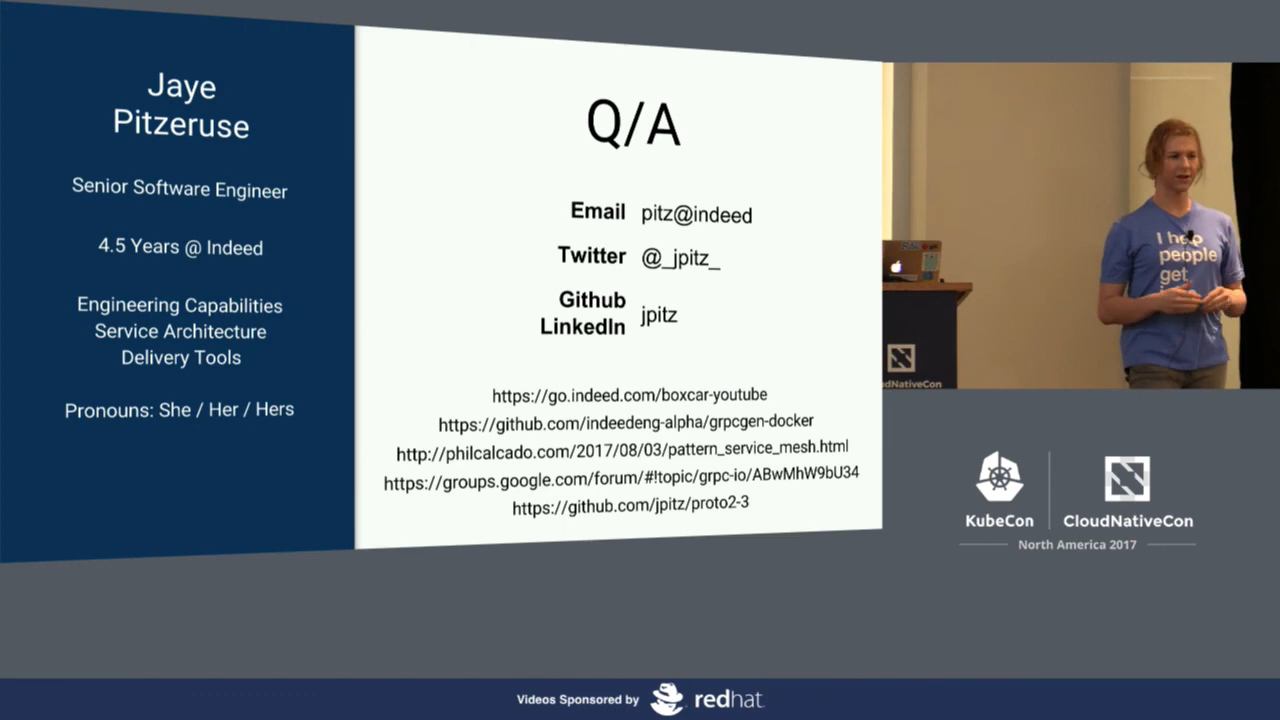 Jaye
Pitzeruse
Senior Software Engineer
4.5 Years @ Indeed
Engineering Capabilities
Service Architecture
Delivery Tools
Pronouns: She / Her / Hers
Q/A
Email pitz@indeed
Twitter @_jpitz_
Github
LinkedIn jpitz
https://go.indeed.com/boxcar-youtube
https://github.com/indeedeng-alpha/grpcgen-docker
http://philcalcado.com/2017/08/03/pattern_service_mesh.html
https://groups.google.com/forum/#!topic/grpc-io/ABwMhW9bU34
https://github.com/jpitz/proto2-3
I help
people
get
dNativeCon
KubeCon
CloudNativeCon
North America 2017
Videos Sponsored by redhat